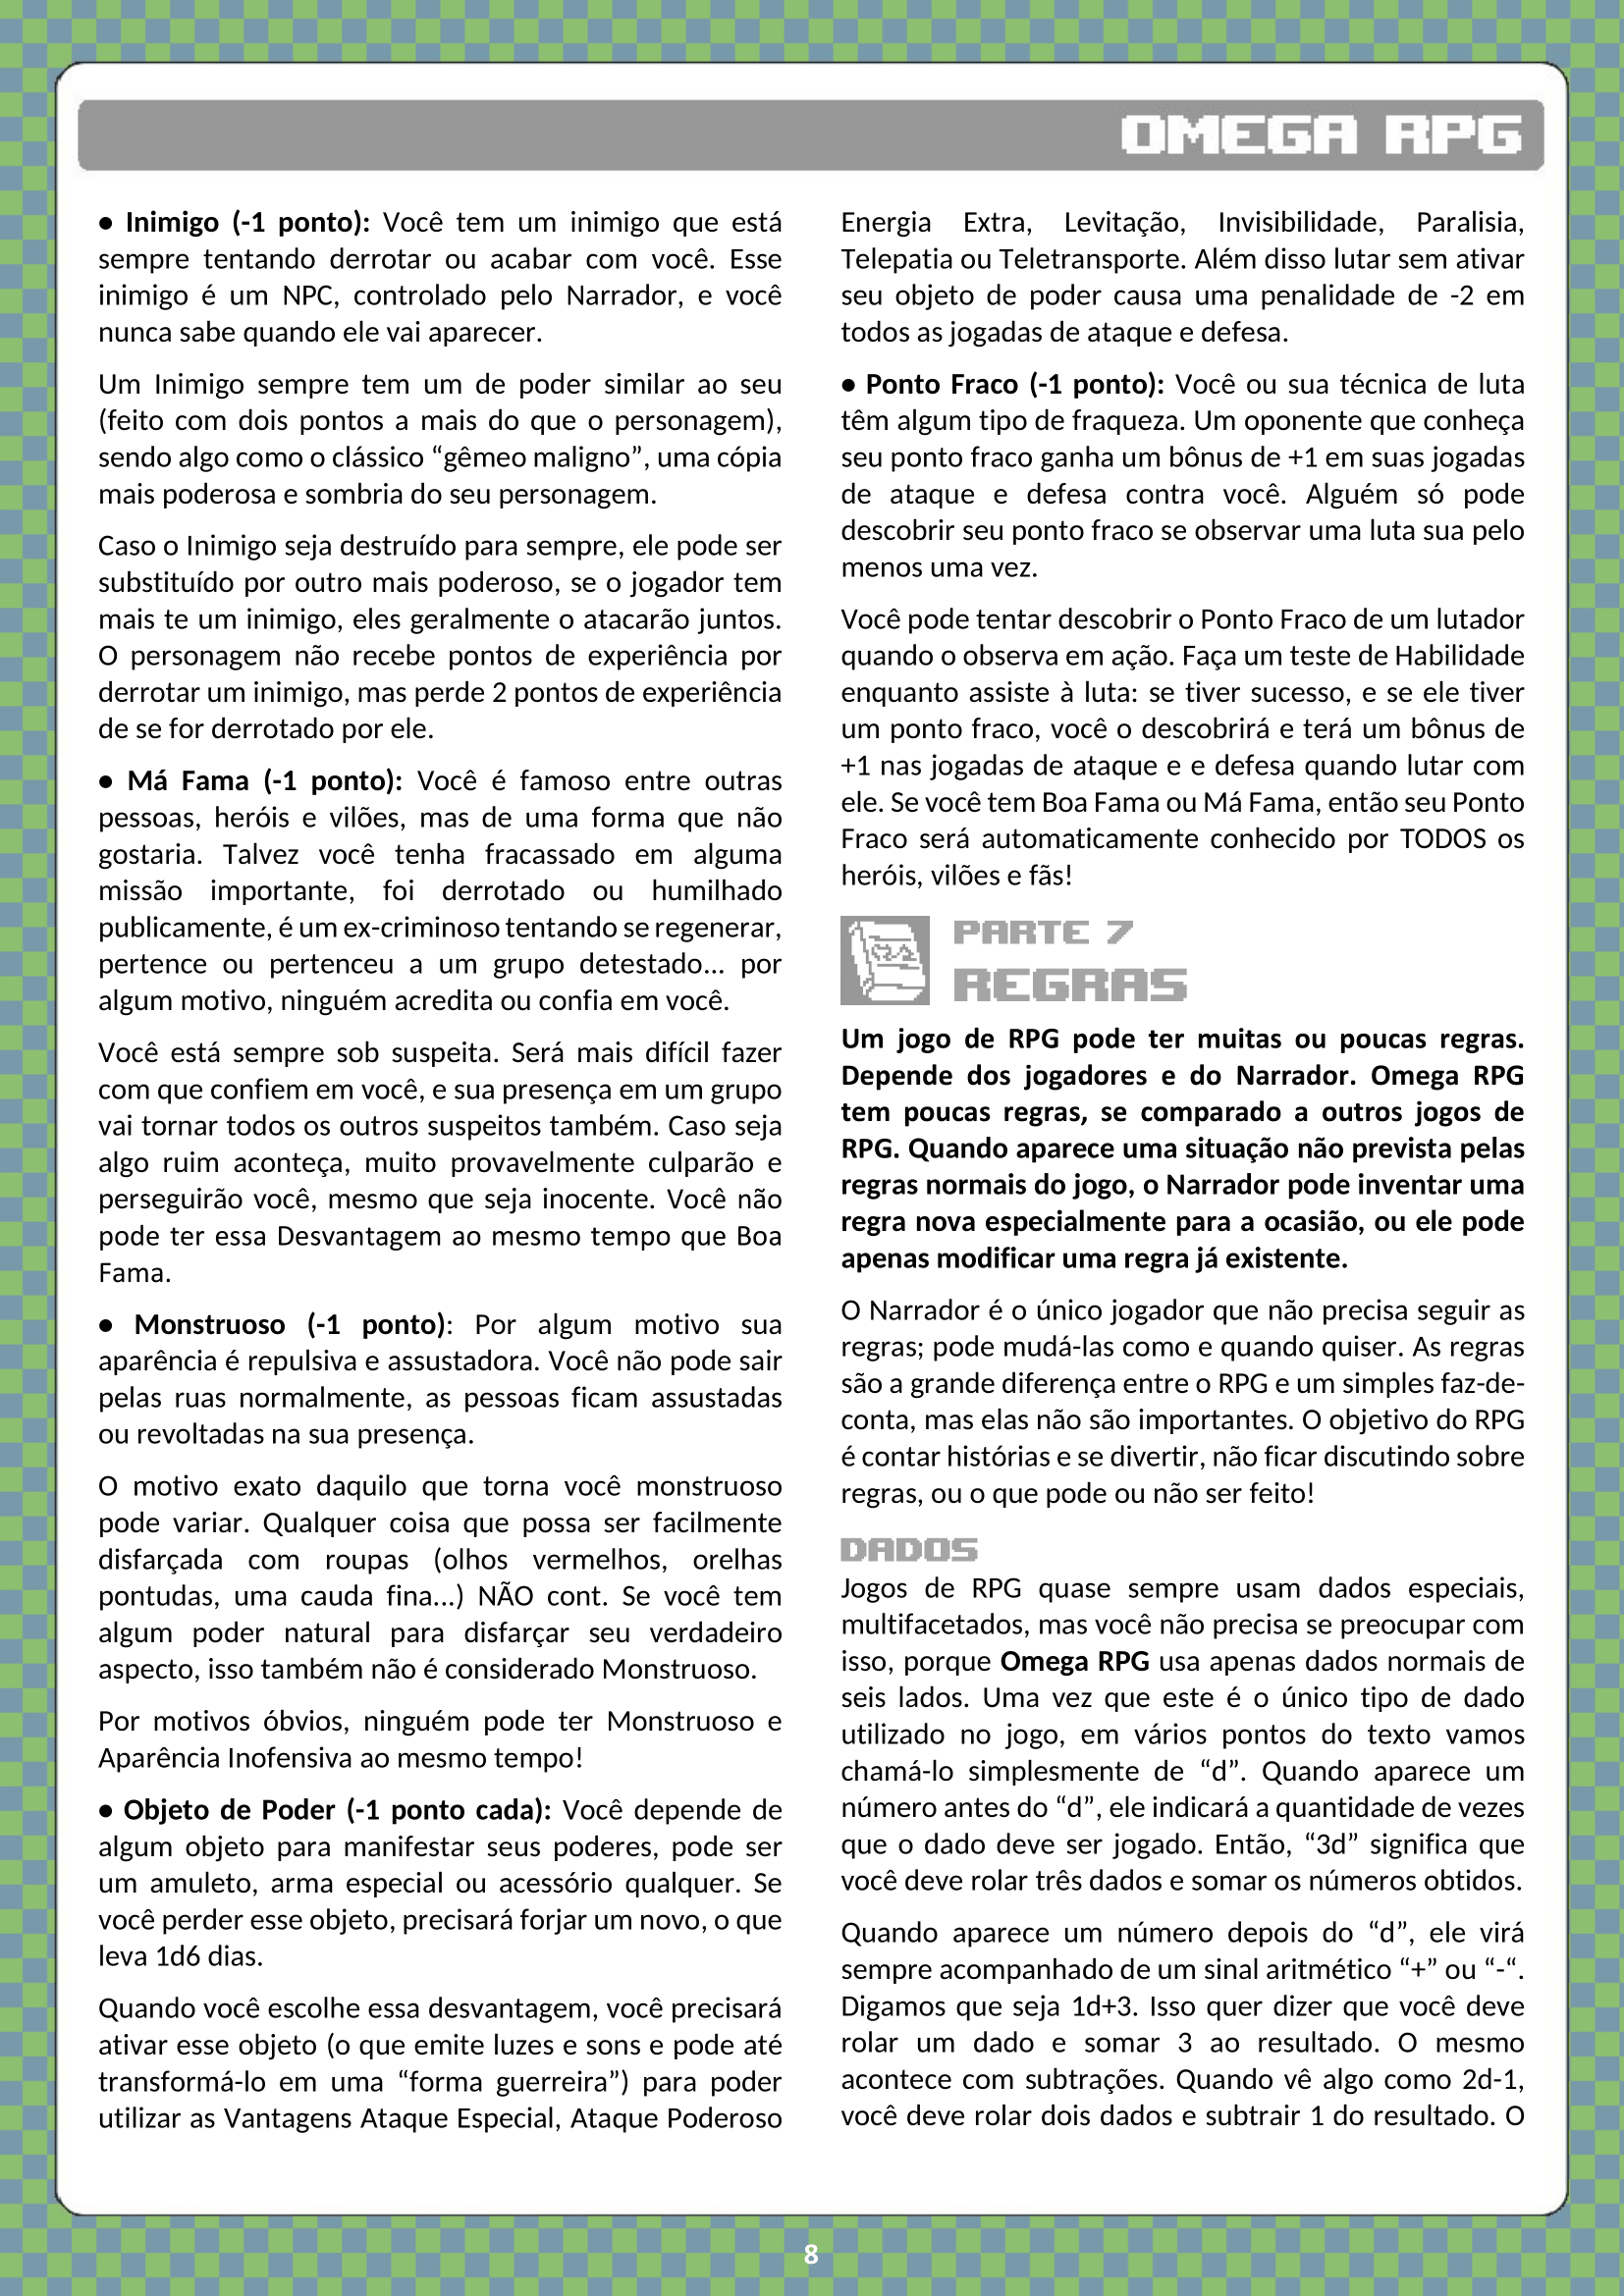 OMEGA RPG
● Inimigo (-1 ponto): Você tem um inimigo que está
sempre tentando derrotar ou acabar com você. Esse
inimigo é um NPC, controlado pelo Narrador, e você
nunca sabe quando ele vai aparecer.
Um Inimigo sempre tem um de poder similar ao seu
(feito com dois pontos a mais do que o personagem),
sendo algo como o clássico “gêmeo maligno”, uma cópia
mais poderosa e sombria do seu personagem.
Caso o Inimigo seja destruído para sempre, ele pode ser
substituído por outro mais poderoso, se o jogador tem
mais te um inimigo, eles geralmente o atacarão juntos.
O personagem não recebe pontos de experiência por
derrotar um inimigo, mas perde 2 pontos de experiência
de se for derrotado por ele.
● Má Fama (-1 ponto): Você é famoso entre outras
pessoas, heróis e vilões, mas de uma forma que não
gostaria. Talvez você tenha fracassado em alguma
missão importante, foi derrotado ou humilhado
publicamente, é um ex-criminoso tentando se regenerar,
pertence ou pertenceu a um grupo detestado... por
algum motivo, ninguém acredita ou confia em você.
Você está sempre sob suspeita. Será mais difícil fazer
com que confiem em você, e sua presença em um grupo
vai tornar todos os outros suspeitos também. Caso seja
algo ruim aconteça, muito provavelmente culparão e
perseguirão você, mesmo que seja inocente. Você não
pode ter essa Desvantagem ao mesmo tempo que Boa
Fama.
● Monstruoso (-1 ponto): Por algum motivo sua
aparência é repulsiva e assustadora. Você não pode sair
pelas ruas normalmente, as pessoas ficam assustadas
ou revoltadas na sua presença.
O motivo exato daquilo que torna você monstruoso
pode variar. Qualquer coisa que possa ser facilmente
disfarçada com roupas (olhos vermelhos, orelhas
pontudas, uma cauda fina...) NÃO cont. Se você tem
algum poder natural para disfarçar seu verdadeiro
aspecto, isso também não é considerado Monstruoso.
Por motivos óbvios, ninguém pode ter Monstruoso e
Aparência Inofensiva ao mesmo tempo!
● Objeto de Poder (-1 ponto cada): Você depende de
algum objeto para manifestar seus poderes, pode ser
um amuleto, arma especial ou acessório qualquer. Se
você perder esse objeto, precisará forjar um novo, o que
leva 1d6 dias.
Quando você escolhe essa desvantagem, você precisará
ativar esse objeto (o que emite luzes e sons e pode até
transformá-lo em uma “forma guerreira”) para poder
utilizar as Vantagens Ataque Especial, Ataque Poderoso
Energia Extra, Levitação, Invisibilidade, Paralisia,
Telepatia ou Teletransporte. Além disso lutar sem ativar
seu objeto de poder causa uma penalidade de -2 em
todos as jogadas de ataque e defesa.
● Ponto Fraco (-1 ponto): Você ou sua técnica de luta
têm algum tipo de fraqueza. Um oponente que conheça
seu ponto fraco ganha um bônus de +1 em suas jogadas
de ataque e defesa contra você. Alguém só pode
descobrir seu ponto fraco se observar uma luta sua pelo
menos uma vez.
Você pode tentar descobrir o Ponto Fraco de um lutador
quando o observa em ação. Faça um teste de Habilidade
enquanto assiste à luta: se tiver sucesso, e se ele tiver
um ponto fraco, você o descobrirá e terá um bônus de
+1 nas jogadas de ataque e e defesa quando lutar com
ele. Se você tem Boa Fama ou Má Fama, então seu Ponto
Fraco será automaticamente conhecido por TODOS os
heróis, vilões e fãs!
PARTE 7
REGRAS
Um jogo de RPG pode ter muitas ou poucas regras.
Depende dos jogadores e do Narrador. Omega RPG
tem poucas regras, se comparado a outros jogos de
RPG. Quando aparece uma situação não prevista pelas
regras normais do jogo, o Narrador pode inventar uma
regra nova especialmente para a ocasião, ou ele pode
apenas modificar uma regra já existente.
O Narrador é o único jogador que não precisa seguir as
regras; pode mudá-las como e quando quiser. As regras
são a grande diferença entre o RPG e um simples faz-de-
conta, mas elas não são importantes. O objetivo do RPG
é contar histórias e se divertir, não ficar discutindo sobre
regras, ou o que pode ou não ser feito!
DADOS
Jogos de RPG quase sempre usam dados especiais,
multifacetados, mas você não precisa se preocupar com
isso, porque Omega RPG usa apenas dados normais de
seis lados. Uma vez que este é o único tipo de dado
utilizado no jogo, em vários pontos do texto vamos
chamá-lo simplesmente de “d”. Quando aparece um
número antes do “d”, ele indicará a quantidade de vezes
que o dado deve ser jogado. Então, “3d” significa que
você deve rolar três dados e somar os números obtidos.
Quando aparece um número depois do “d”, ele virá
sempre acompanhado de um sinal aritmético “+” ou “-“.
Digamos que seja 1d+3. Isso quer dizer que você deve
rolar um dado e somar 3 ao resultado. O mesmo
acontece com subtrações. Quando vê algo como 2d-1,
você deve rolar dois dados e subtrair 1 do resultado. O
8